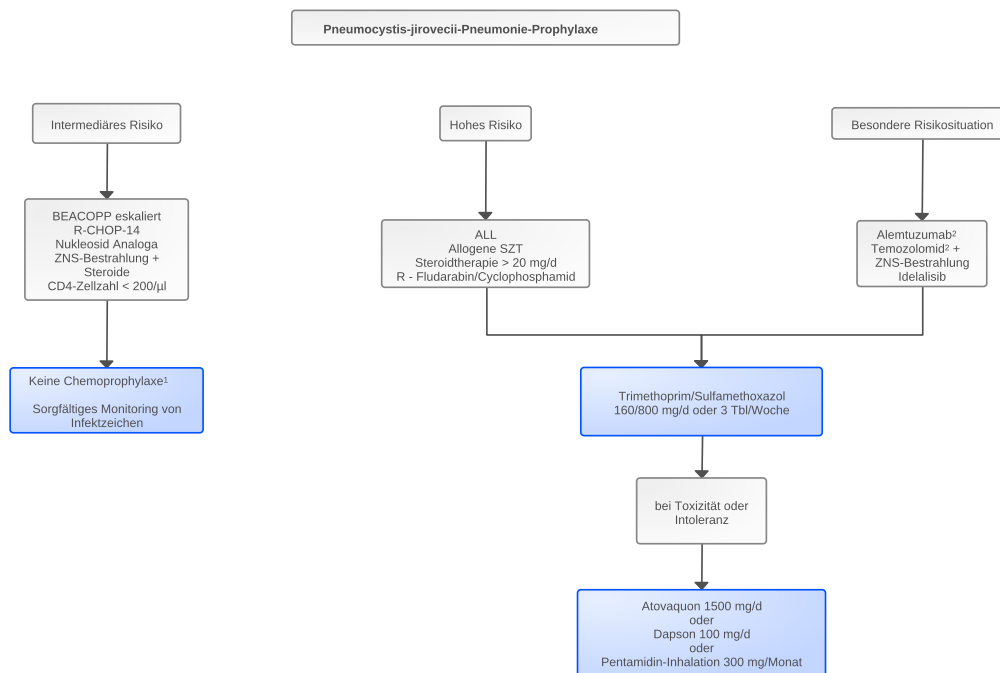 Pneumocystis-jirovecii-Pneumonie-Prophylaxe
Intermediäres Risiko
Hohes Risiko
Besondere Risikosituation
BEACOPP eskaliert
R-CHOP-14
Nukleosid Analoga
ZNS-Bestrahlung +
Steroide
CD4-Zellzahl < 200/µl
ALL
Allogene SZT
Steroidtherapie > 20 mg/d
R - Fludarabin/Cyclophosphamid
Alemtuzumab²
Temozolomid² +
ZNS-Bestrahlung
Idelalisib
Keine Chemoprophylaxe¹
Sorgfältiges Monitoring von
Infektzeichen
Trimethoprim/Sulfamethoxazol
160/800 mg/d oder 3 Tbl/Woche
bei Toxizität oder
Intoleranz
Atovaquon 1500 mg/d
oder
Dapson 100 mg/d
oder
Pentamidin-Inhalation 300 mg/Monat